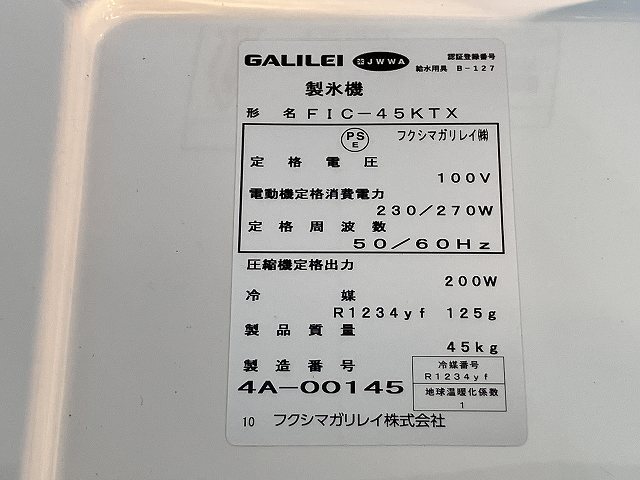 GALILEI JWWA 認証登録番号
給水用具 B-127
製氷機
形 名 FIC-45KTX
PS E フクシマガリレイ㈱
定格電圧
100V
電動機定格消費電力
230/270W
定格周波数
50/60Hz
圧縮機定格出力
200W
冷 媒
R1234yf 125g
製品質量
45kg
製造番号
4A-00145
冷媒番号
R1234yf
地球温暖化係数
1
10 フクシマガリレイ株式会社